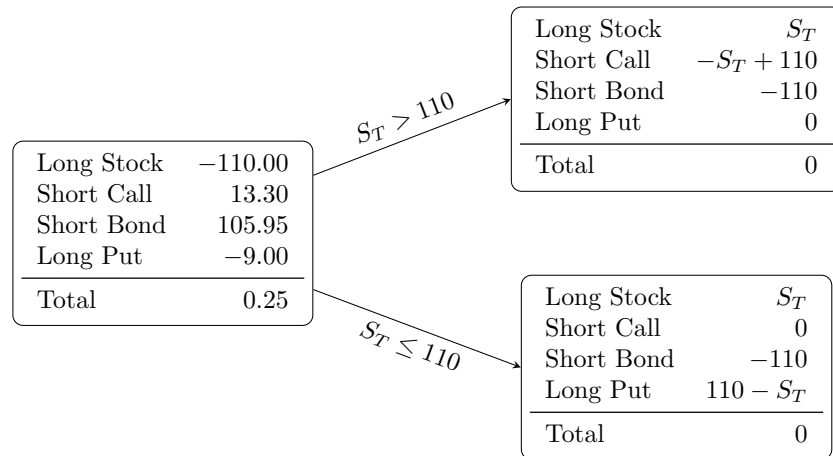 Long Stock −110.00
Short Call 13.30
Short Bond 105.95
Long Put −9.00
Total 0.25
S_T > 110
Long Stock S_T
Short Call −S_T + 110
Short Bond −110
Long Put 0
Total 0
S_T ≤ 110
Long Stock S_T
Short Call 0
Short Bond −110
Long Put 110 − S_T
Total 0